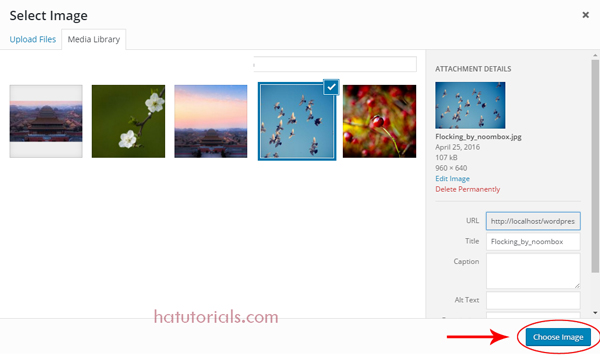 Select Image
Upload Files
Media Library
ATTACHMENT DETAILS
Flocking_by_noombox.jpg
April 25, 2016
107 kB
960 × 640
Edit Image
Delete Permanently
URL http://localhost/wordpres
Title Flocking_by_noombox
Caption
Alt Text
hatutorials.com
Choose Image